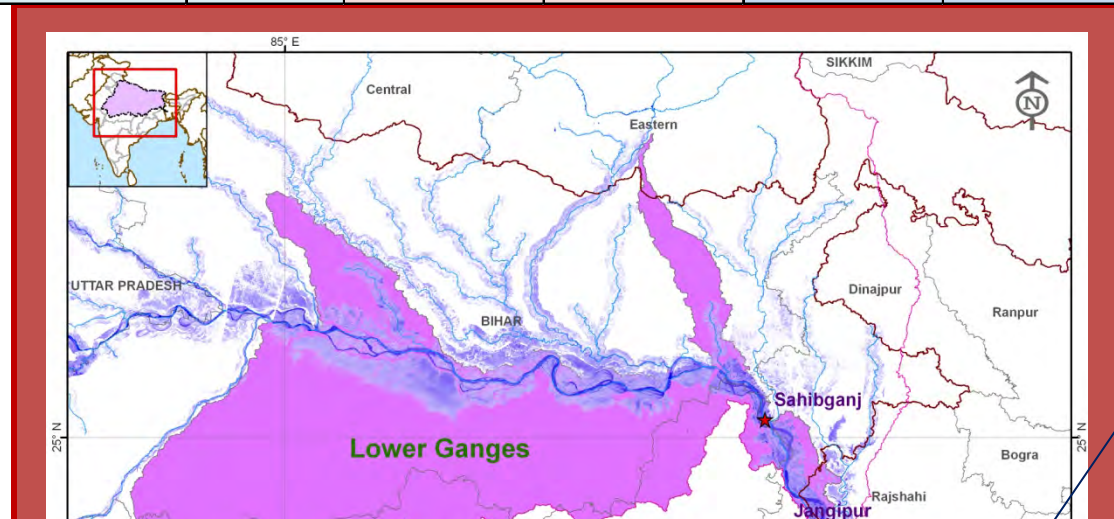 85° E
SIKKIM
Central
N
Eastern
UTTAR PRADESH
Dinajpur
Ranpur
BIHAR
Sahibganj
25° N
25° N
Lower Ganges
Bogra
Rajshahi
Jangipur